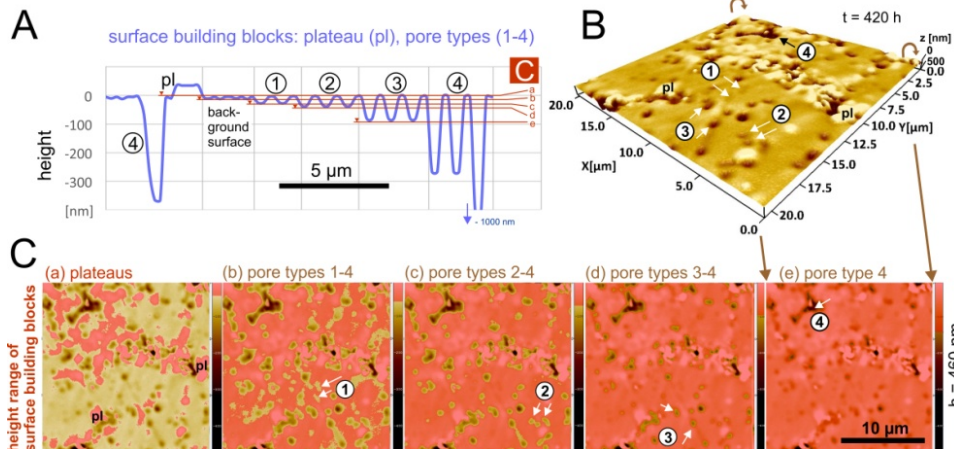 A
surface building blocks: plateau (pl), pore types (1-4)
C
pl
1
2
3
4
a
b
c
d
e
height
0
-100
-200
-300
[nm]
4
back-
ground
surface
5 µm
- 1000 nm
B
t = 420 h
z [nm]
0
500
0.0
2.5
5.0
7.5
10.0
12.5
15.0
17.5
20.0
Y[µm]
20.0
15.0
10.0
5.0
0.0
X[µm]
1
2
3
4
pl
pl
C
height range of
surface building blocks
(a) plateaus
(b) pore types 1-4
(c) pore types 2-4
(d) pore types 3-4
(e) pore type 4
pl
pl
1
2
3
4
10 µm